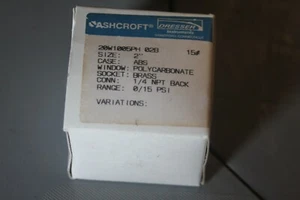 ASHCROFT
DRESSER
20W1005PH 02B 15#
SIZE: 2"
CASE: ABS
WINDOW: POLYCARBONATE
SOCKET: BRASS
CONN: 1/4 NPT BACK
RANGE: 0/15 PSI
VARIATIONS: